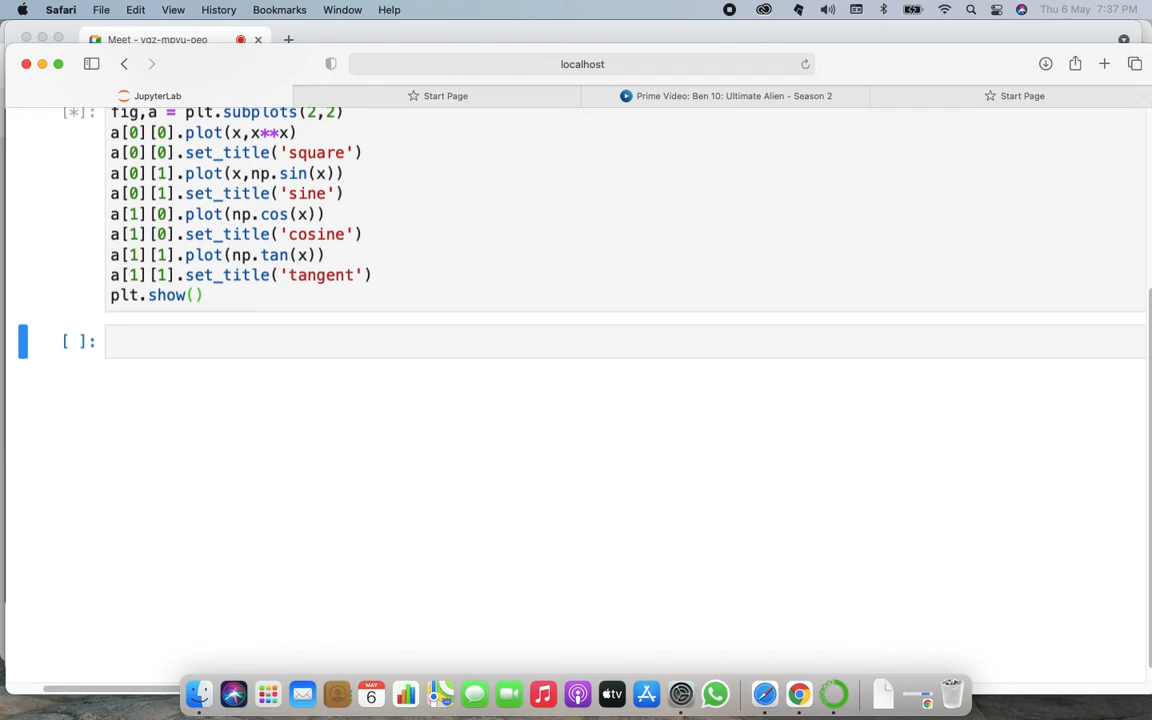 Safari File Edit View History Bookmarks Window Help Thu 6 May 7:37 PM
Meet - vgz-mpvu-oeo
localhost
JupyterLab Start Page Prime Video: Ben 10: Ultimate Alien - Season 2 Start Page
[*]: fig,a = plt.subplots(2,2)
a[0][0].plot(x,x**x)
a[0][0].set_title('square')
a[0][1].plot(x,np.sin(x))
a[0][1].set_title('sine')
a[1][0].plot(np.cos(x))
a[1][0].set_title('cosine')
a[1][1].plot(np.tan(x))
a[1][1].set_title('tangent')
plt.show()
[ ]:
MAY
6
tv